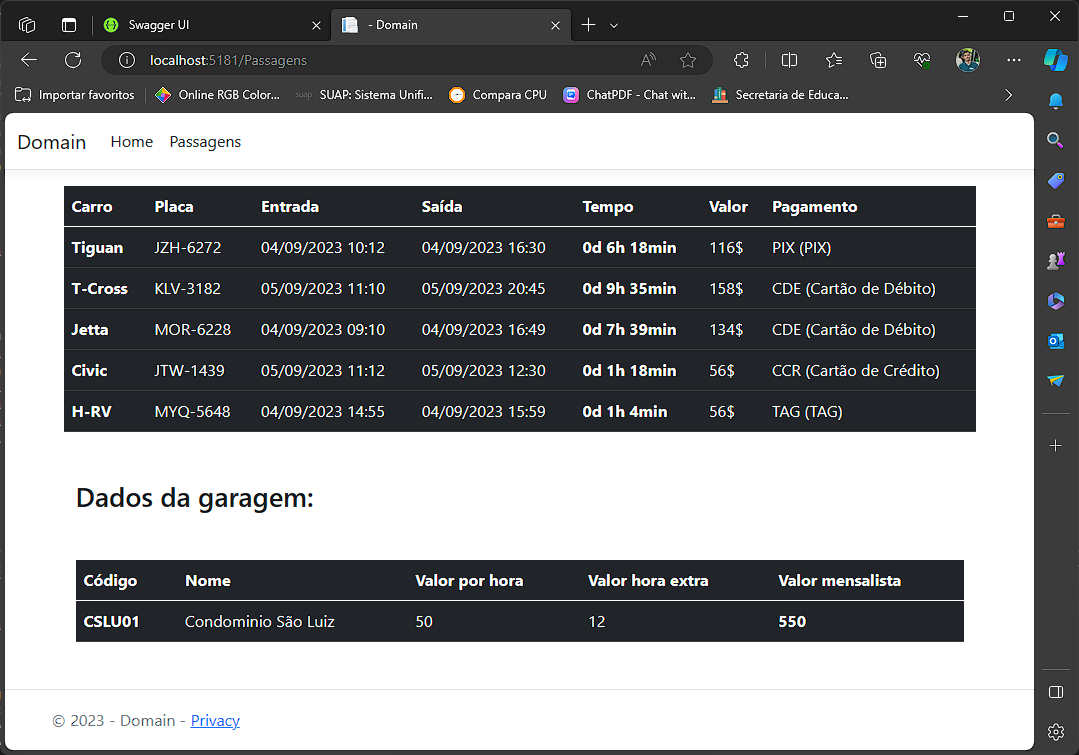 Swagger UI
- Domain
localhost:5181/Passagens
Importar favoritos
Online RGB Color...
suap
SUAP: Sistema Unifi...
Compara CPU
ChatPDF - Chat wit...
Secretaria de Educa...
Domain Home Passagens
Carro Placa Entrada Saída Tempo Valor Pagamento
Tiguan JZH-6272 04/09/2023 10:12 04/09/2023 16:30 0d 6h 18min 116$ PIX (PIX)
T-Cross KLV-3182 05/09/2023 11:10 05/09/2023 20:45 0d 9h 35min 158$ CDE (Cartão de Débito)
Jetta MOR-6228 04/09/2023 09:10 04/09/2023 16:49 0d 7h 39min 134$ CDE (Cartão de Débito)
Civic JTW-1439 05/09/2023 11:12 05/09/2023 12:30 0d 1h 18min 56$ CCR (Cartão de Crédito)
H-RV MYQ-5648 04/09/2023 14:55 04/09/2023 15:59 0d 1h 4min 56$ TAG (TAG)
Dados da garagem:
Código Nome Valor por hora Valor hora extra Valor mensalista
CSLU01 Condominio São Luiz 50 12 550
© 2023 - Domain - Privacy